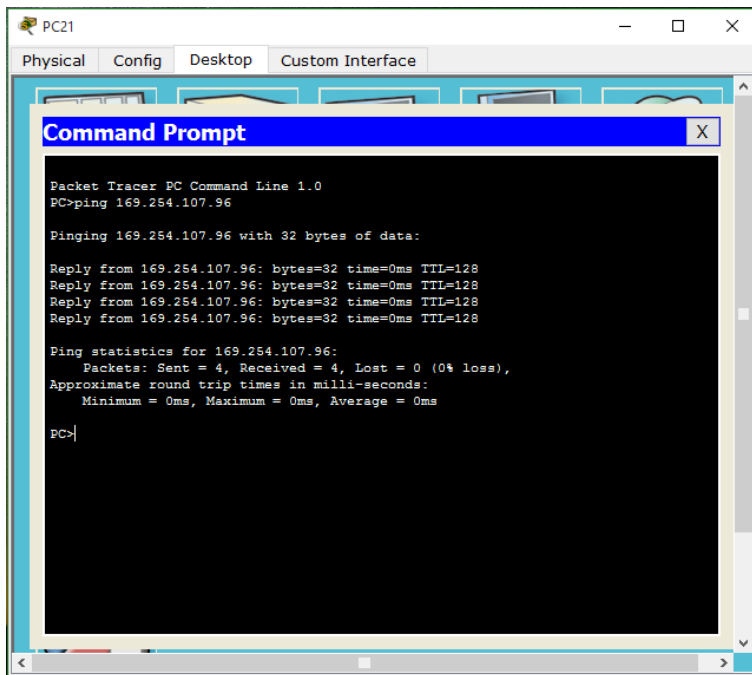 PC21
Physical Config Desktop Custom Interface
Command Prompt X
Packet Tracer PC Command Line 1.0
PC>ping 169.254.107.96
Pinging 169.254.107.96 with 32 bytes of data:
Reply from 169.254.107.96: bytes=32 time=0ms TTL=128
Reply from 169.254.107.96: bytes=32 time=0ms TTL=128
Reply from 169.254.107.96: bytes=32 time=0ms TTL=128
Reply from 169.254.107.96: bytes=32 time=0ms TTL=128
Ping statistics for 169.254.107.96:
Packets: Sent = 4, Received = 4, Lost = 0 (0% loss),
Approximate round trip times in milli-seconds:
Minimum = 0ms, Maximum = 0ms, Average = 0ms
PC>